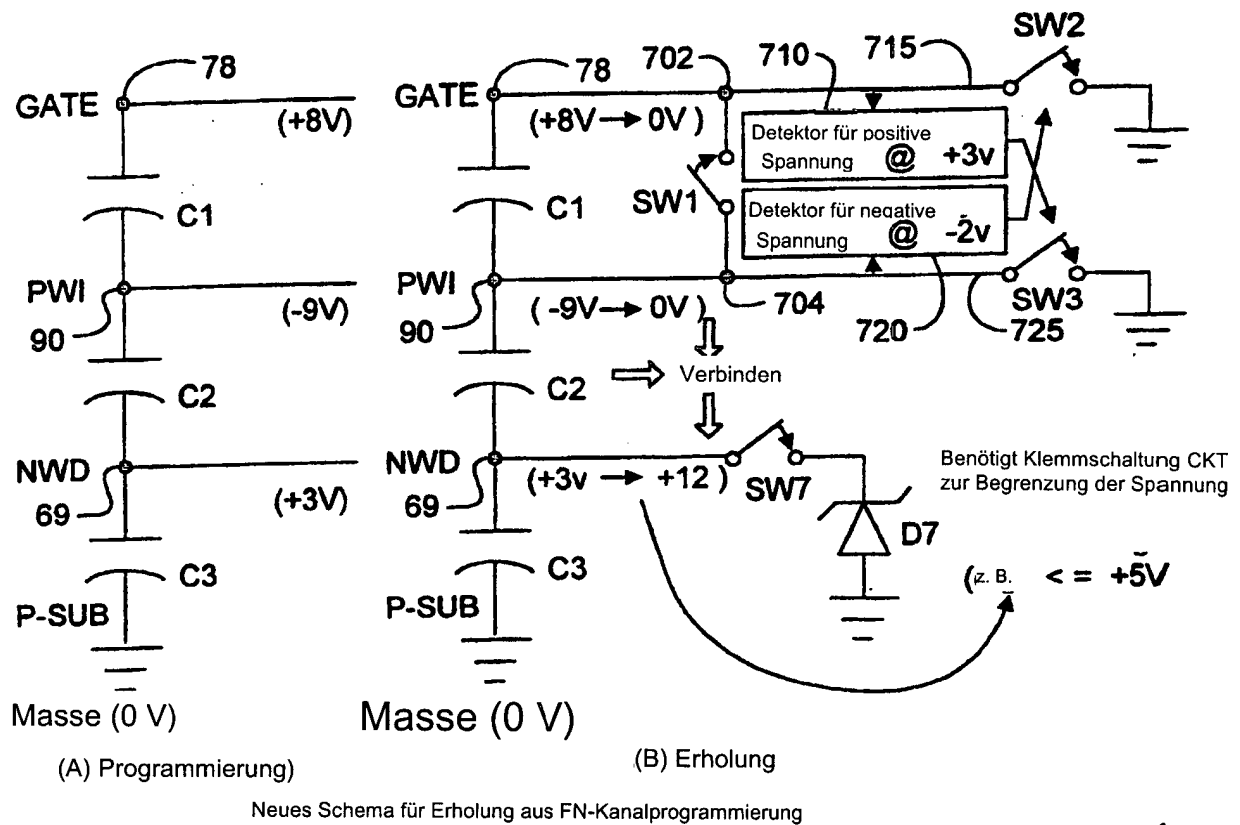 78
GATE
(+8V)
C1
PWI
(-9V)
90
C2
NWD
(+3V)
69
C3
P-SUB
Masse (0 V)
(A) Programmierung)
SW2
78
702
710
715
GATE
(+8V → 0V )
Detektor für positive
Spannung @ +3v
SW1
C1
Detektor für negative
Spannung @ -2v
PWI
(-9V → 0V )
90
704
720
725
SW3
Verbinden
C2
NWD
(+3v → +12 )
SW7
69
Benötigt Klemmschaltung CKT
zur Begrenzung der Spannung
D7
C3
(z. B. < = +5V
P-SUB
Masse (0 V)
(B) Erholung
Neues Schema für Erholung aus FN-Kanalprogrammierung